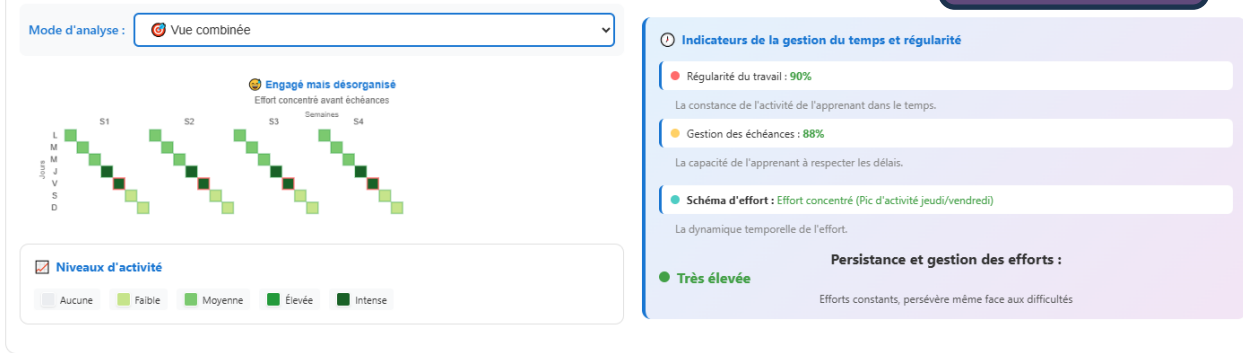 Mode d'analyse :
🎯 Vue combinée
😅 Engagé mais désorganisé
Effort concentré avant échéances
Semaines
S1 S2 S3 S4
Jours
L
M
M
J
V
S
D
📈 Niveaux d'activité
Aucune Faible Moyenne Élevée Intense
🕖 Indicateurs de la gestion du temps et régularité
Régularité du travail : 90%
La constance de l'activité de l'apprenant dans le temps.
Gestion des échéances : 88%
La capacité de l'apprenant à respecter les délais.
Schéma d'effort : Effort concentré (Pic d'activité jeudi/vendredi)
La dynamique temporelle de l'effort.
Persistance et gestion des efforts :
Très élevée
Efforts constants, persévère même face aux difficultés